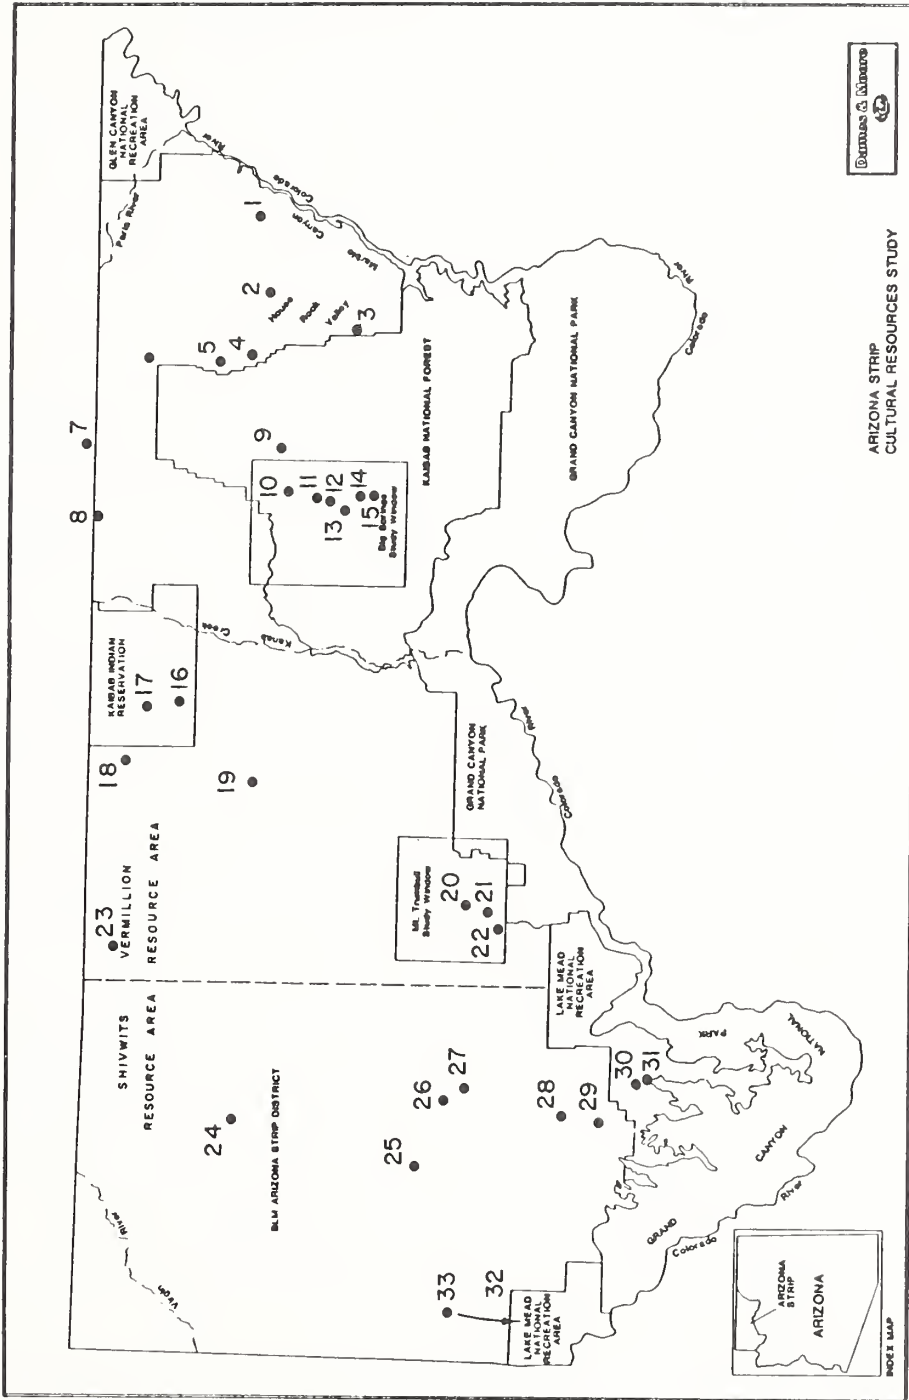 GLEN CANYON
NATIONAL
RECREATION
AREA
Paria River
River
Colorado
Canyon
Marble
1
2
House
Rock
Valley
3
4
5
7
8
9
10
11
12
13
14
15
Big Springs
Study Window
KAIBAB NATIONAL FOREST
GRAND CANYON NATIONAL PARK
River
Colorado
KAIBAB INDIAN
RESERVATION
17
16
Creek
Kanab
18
19
GRAND CANYON
NATIONAL PARK
River
Colorado
23
VERMILLION
RESOURCE AREA
Mt. Trumbull
Study Window
20
21
22
SHIVWITS
RESOURCE AREA
LAKE MEAD
NATIONAL
RECREATION
AREA
BLM ARIZONA STRIP DISTRICT
24
25
26
27
28
29
30
31
PARK
NATIONAL
CANYON
GRAND
River
Colorado
River
Virgin
33
32
LAKE MEAD
NATIONAL
RECREATION
AREA
ARIZONA
STRIP
ARIZONA
INDEX MAP
ARIZONA STRIP
CULTURAL RESOURCES STUDY
Dames & Moore